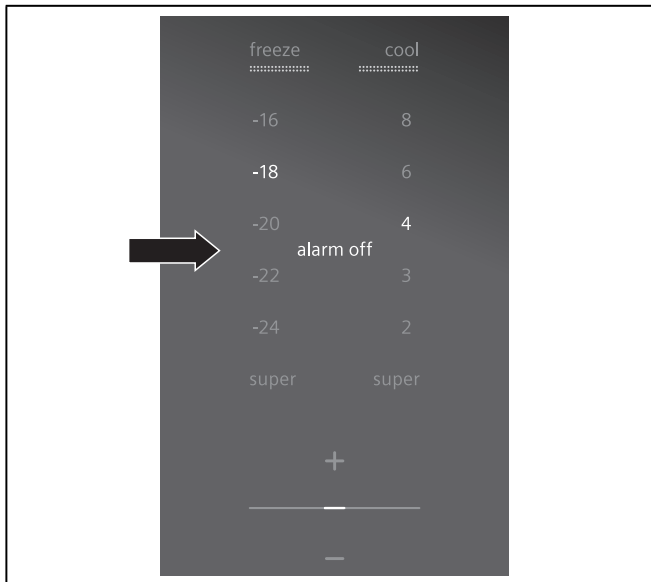 freeze cool
-16 8
-18 6
-20 4
alarm off
-22 3
-24 2
super super
+
−